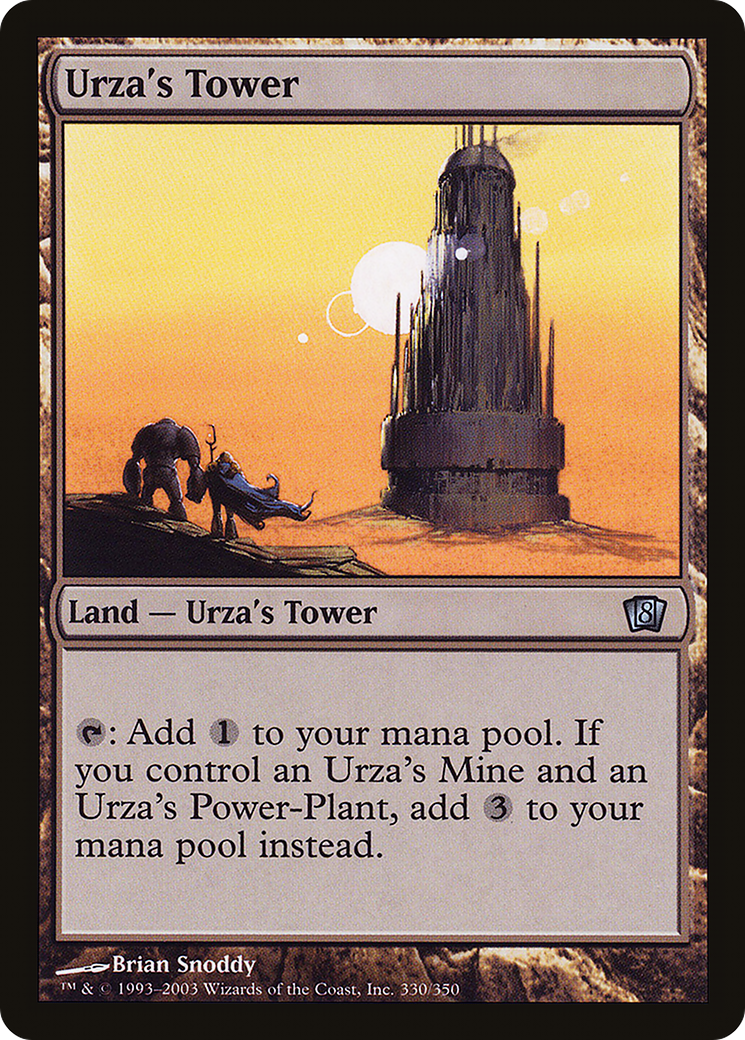 Urza's Tower
Land — Urza's Tower
8
: Add 1 to your mana pool. If
you control an Urza's Mine and an
Urza's Power-Plant, add 3 to your
mana pool instead.
Brian Snoddy
™ & © 1993–2003 Wizards of the Coast, Inc. 330/350